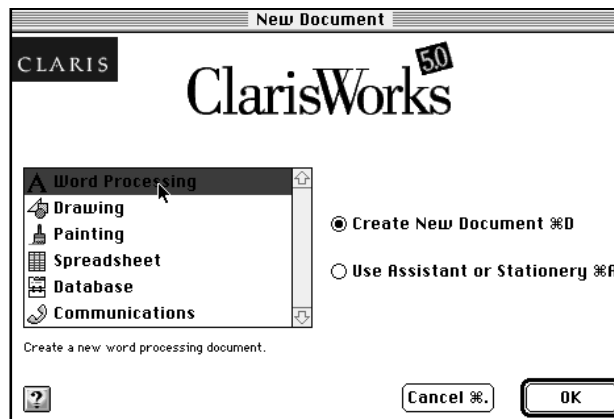 New Document
CLARIS
ClarisWorks 5.0
Word Processing
Drawing
Painting
Spreadsheet
Database
Communications
Create New Document ⌘D
Use Assistant or Stationery ⌘A
Create a new word processing document.
?
Cancel ⌘.
OK